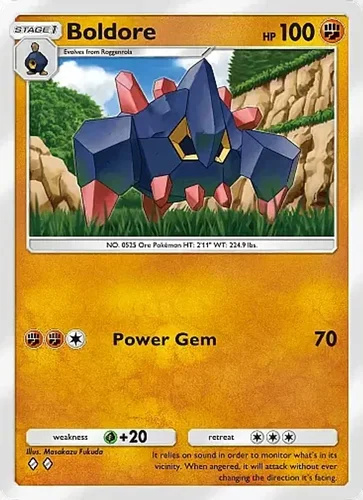 STAGE 1 Boldore HP 100
Evolves from Roggenrola
NO. 0525 Ore Pokémon HT: 2'11" WT: 224.9 lbs.
Power Gem 70
weakness +20 retreat
Illus. Masakazu Fukuda
It relies on sound in order to monitor what's in its
vicinity. When angered, it will attack without ever
changing the direction it's facing.